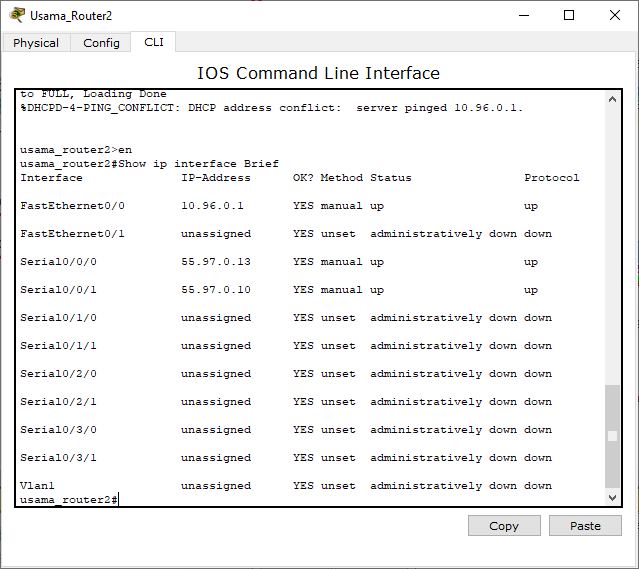 Usama_Router2
Physical Config CLI
IOS Command Line Interface
to FULL, Loading Done
%DHCPD-4-PING_CONFLICT: DHCP address conflict:  server pinged 10.96.0.1.
usama_router2>en
usama_router2#Show ip interface Brief
Interface              IP-Address      OK? Method Status                Protocol
FastEthernet0/0        10.96.0.1       YES manual up                    up
FastEthernet0/1        unassigned      YES unset  administratively down down
Serial0/0/0            55.97.0.13      YES manual up                    up
Serial0/0/1            55.97.0.10      YES manual up                    up
Serial0/1/0            unassigned      YES unset  administratively down down
Serial0/1/1            unassigned      YES unset  administratively down down
Serial0/2/0            unassigned      YES unset  administratively down down
Serial0/2/1            unassigned      YES unset  administratively down down
Serial0/3/0            unassigned      YES unset  administratively down down
Serial0/3/1            unassigned      YES unset  administratively down down
Vlan1                  unassigned      YES unset  administratively down down
usama_router2#
Copy Paste